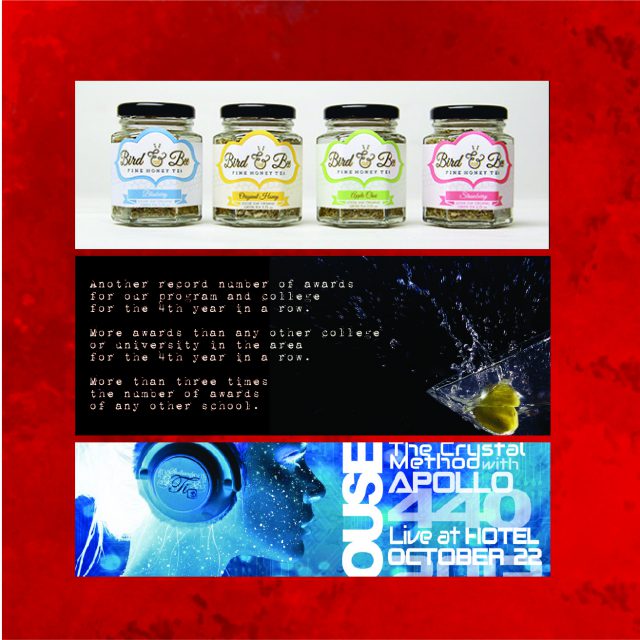 Bird & Bee
FINE HONEY TEA
Blueberry
Bird & Bee
FINE HONEY TEA
Original Honey
Bird & Bee
FINE HONEY TEA
Apple Chai
Bird & Bee
FINE HONEY TEA
Strawberry
Another record number of awards
for our program and college
for the 4th year in a row.
More awards than any other college
or university in the area
for the 4th year in a row.
More than three times
the number of awards
of any other school.
OUSE
The Crystal
Method with
APOLLO
440
Live at HOTEL
OCTOBER 22